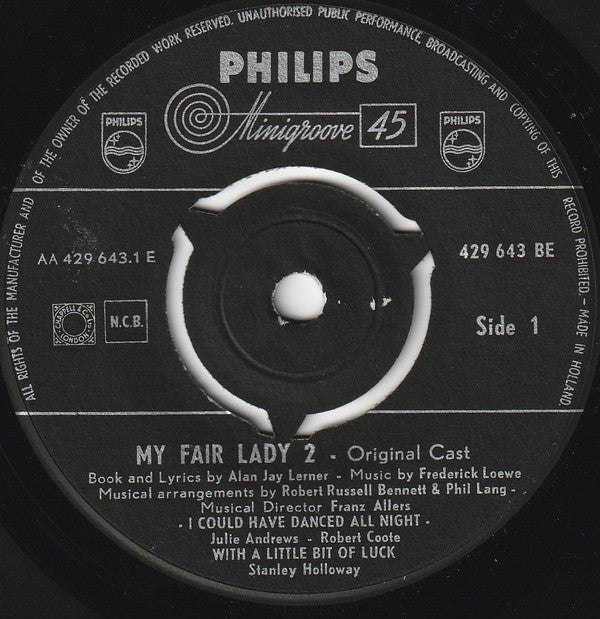 ALL RIGHTS OF THE MANUFACTURER AND OF THE OWNER OF THE RECORDED WORK RESERVED. UNAUTHORISED PUBLIC PERFORMANCE, BROADCASTING AND COPYING OF THIS RECORD PROHIBITED. - MADE IN HOLLAND
PHILIPS
Minigroove 45
PHILIPS
PHILIPS
AA 429 643.1 E
429 643 BE
CHAPPELL & Co Ltd LONDON
N.C.B.
Side 1
MY FAIR LADY 2 - Original Cast
Book and Lyrics by Alan Jay Lerner - Music by Frederick Loewe
Musical arrangements by Robert Russell Bennett & Phil Lang -
Musical Director Franz Allers
- I COULD HAVE DANCED ALL NIGHT -
Julie Andrews - Robert Coote
WITH A LITTLE BIT OF LUCK
Stanley Holloway